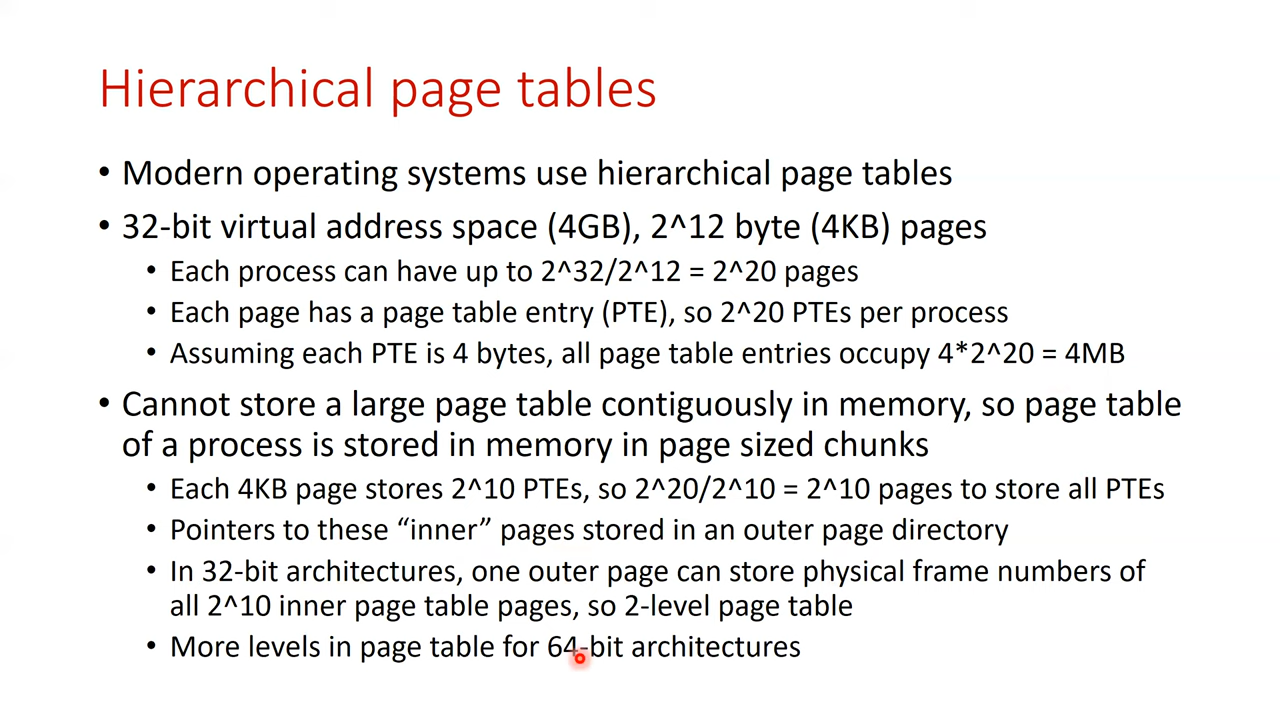 Hierarchical page tables
• Modern operating systems use hierarchical page tables
• 32-bit virtual address space (4GB), 2^12 byte (4KB) pages
• Each process can have up to 2^32/2^12 = 2^20 pages
• Each page has a page table entry (PTE), so 2^20 PTEs per process
• Assuming each PTE is 4 bytes, all page table entries occupy 4*2^20 = 4MB
• Cannot store a large page table contiguously in memory, so page table
of a process is stored in memory in page sized chunks
• Each 4KB page stores 2^10 PTEs, so 2^20/2^10 = 2^10 pages to store all PTEs
• Pointers to these “inner” pages stored in an outer page directory
• In 32-bit architectures, one outer page can store physical frame numbers of
all 2^10 inner page table pages, so 2-level page table
• More levels in page table for 64-bit architectures